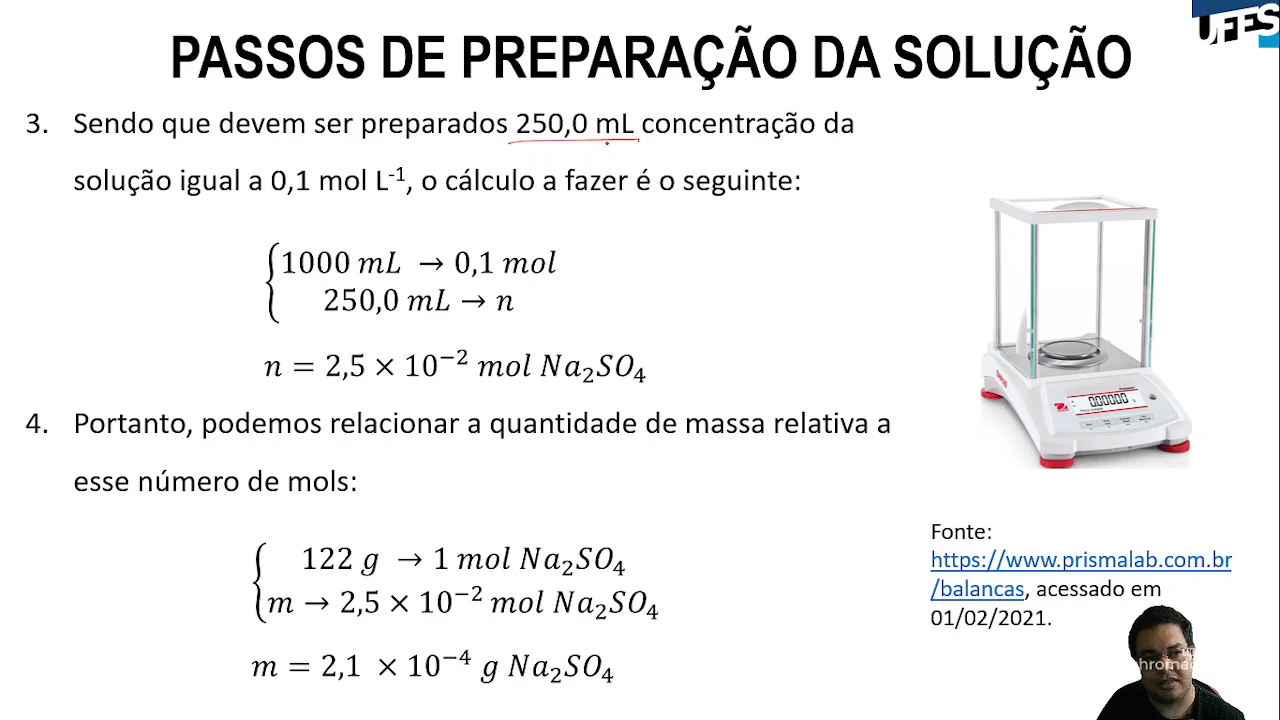 UFES
PASSOS DE PREPARAÇÃO DA SOLUÇÃO
3. Sendo que devem ser preparados 250,0 mL concentração da
solução igual a 0,1 mol L⁻¹, o cálculo a fazer é o seguinte:
1000 mL → 0,1 mol
250,0 mL → n
n = 2,5 × 10⁻² mol Na₂SO₄
4. Portanto, podemos relacionar a quantidade de massa relativa a
esse número de mols:
122 g → 1 mol Na₂SO₄
m → 2,5 × 10⁻² mol Na₂SO₄
m = 2,1 × 10⁻⁴ g Na₂SO₄
0.00000
Fonte:
https://www.prismalab.com.br
/balancas, acessado em
01/02/2021.